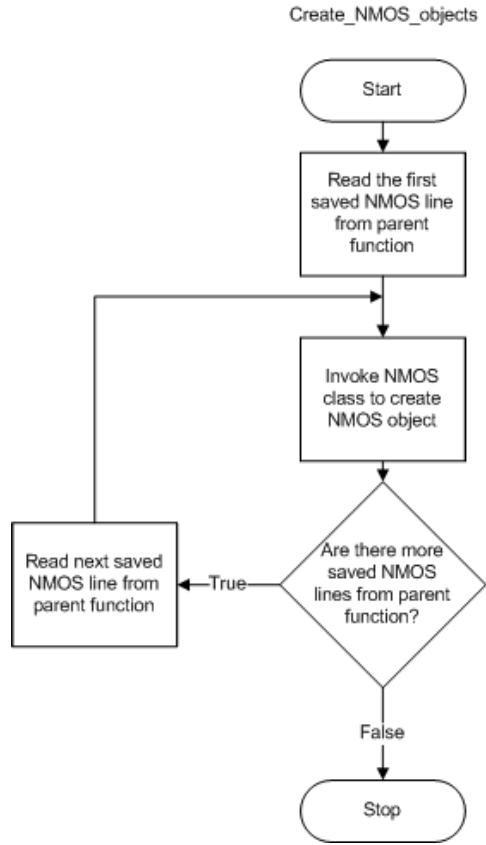 Create_NMOS_objects
Start
Read the first
saved NMOS line
from parent
function
Invoke NMOS
class to create
NMOS object
Are there more
saved NMOS
lines from parent
function?
True
Read next saved
NMOS line from
parent function
False
Stop